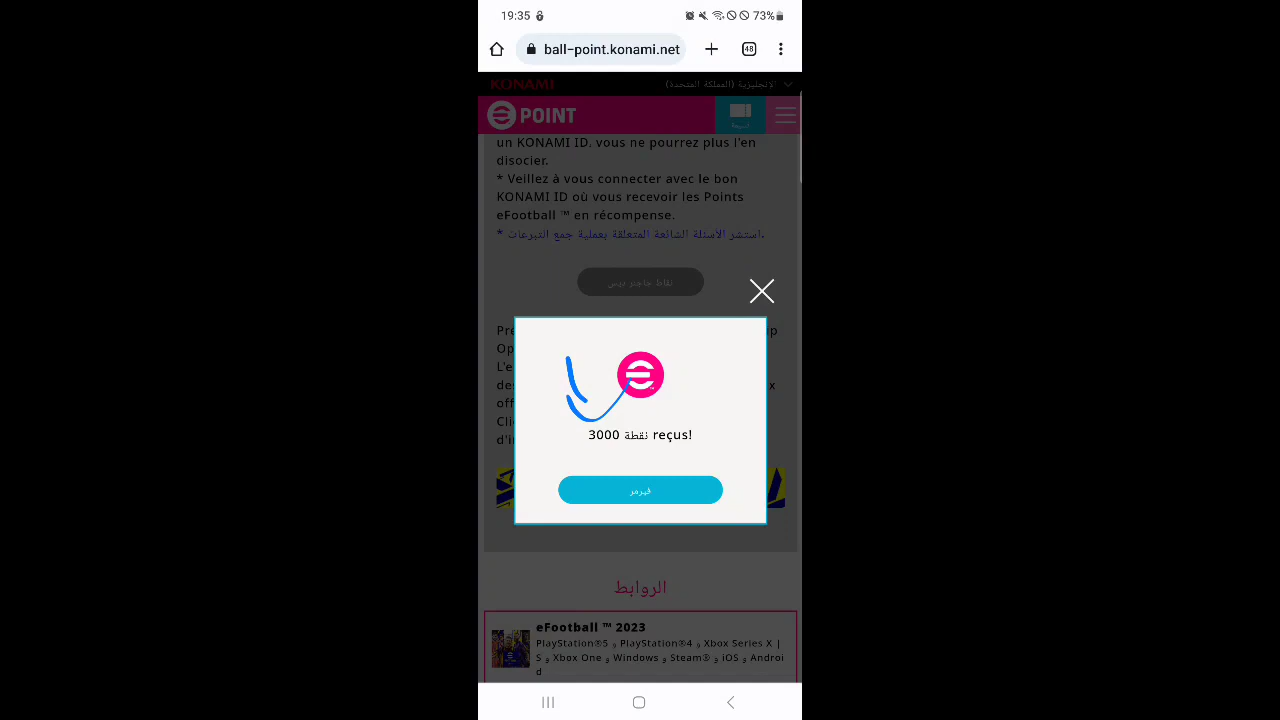 19:35
73%
ball-point.konami.net
48
KONAMI
الإنجليزية (المملكة المتحدة)
POINT
un KONAMI ID. vous ne pourrez plus l'en
disocier.
* Veillez à vous connecter avec le bon
KONAMI ID où vous recevoir les Points
eFootball ™ en récompense.
* استشر الأسئلة الشائعة المتعلقة بعملية جمع التبرعات.
3000 نقطة reçus!
فيرمر
الروابط
eFootball ™ 2023
PlayStation®5 و PlayStation®4 و Xbox Series X |
S و Xbox One و Windows و Steam® و iOS و Androi
d